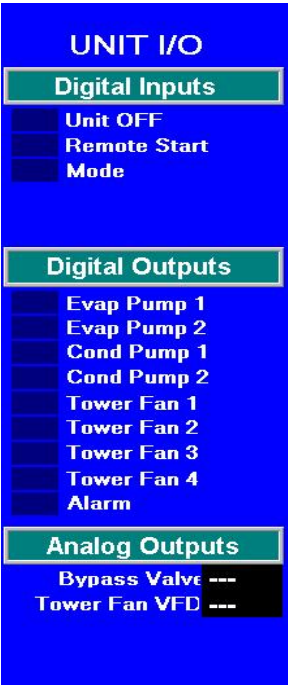 UNIT I/O
Digital Inputs
Unit OFF
Remote Start
Mode
Digital Outputs
Evap Pump 1
Evap Pump 2
Cond Pump 1
Cond Pump 2
Tower Fan 1
Tower Fan 2
Tower Fan 3
Tower Fan 4
Alarm
Analog Outputs
Bypass Valve ---
Tower Fan VFD ---